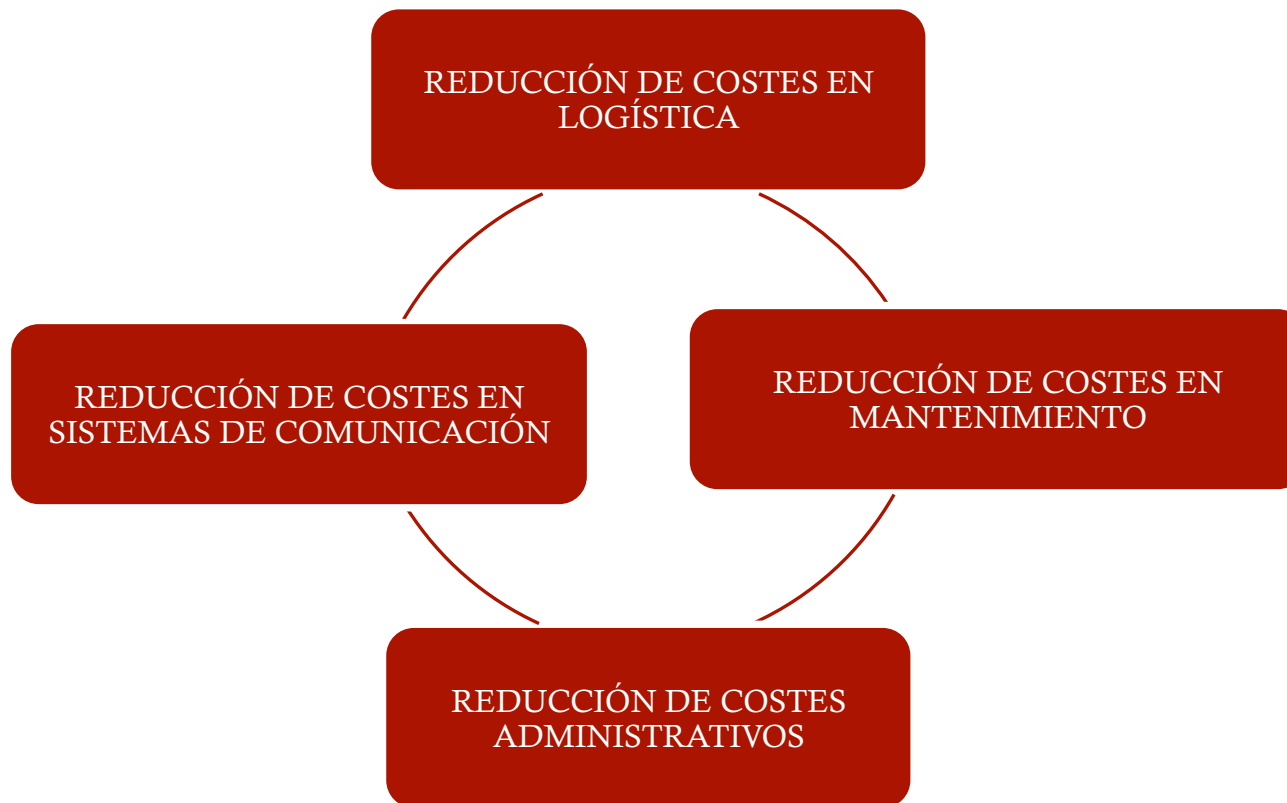 REDUCCIÓN DE COSTES EN
LOGÍSTICA
REDUCCIÓN DE COSTES EN
MANTENIMIENTO
REDUCCIÓN DE COSTES
ADMINISTRATIVOS
REDUCCIÓN DE COSTES EN
SISTEMAS DE COMUNICACIÓN